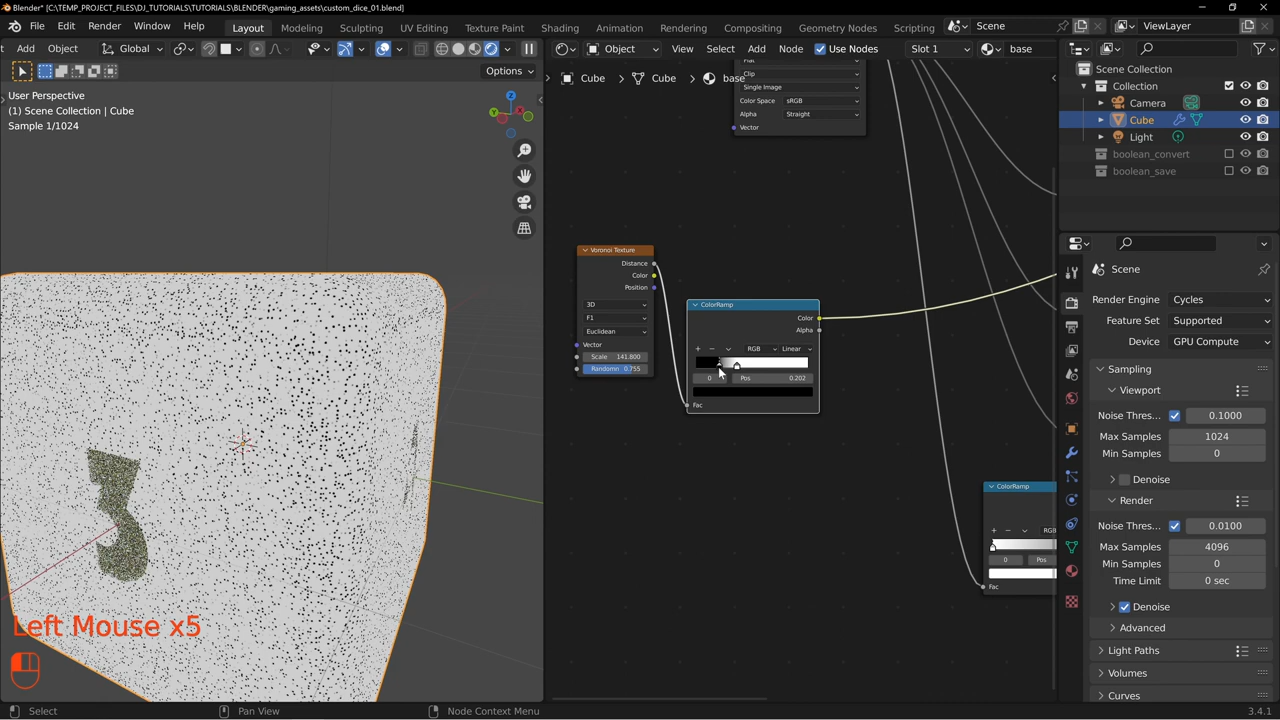 Blender* [C:\TEMP_PROJECT_FILES\DJ_TUTORIALS\TUTORIALS\BLENDER\gaming_assets\custom_dice_01.blend]
File Edit Render Window Help Layout Modeling Sculpting UV Editing Texture Paint Shading Animation Rendering Compositing Geometry Nodes Scripting Scene ViewLayer
Add Object Global Object View Select Add Node Use Nodes Slot 1 base
Options
Cube Cube base
User Perspective
(1) Scene Collection | Cube
Sample 1/1024
X
Y
Z
Clip
Single Image
Color Space sRGB
Alpha Straight
Vector
Voronoi Texture
Distance
Color
Position
3D
F1
Euclidean
Vector
Scale 141.800
Randomn 0.755
ColorRamp
Color
Alpha
RGB Linear
0 Pos 0.202
Fac
ColorRamp
RGB
0 Pos
Fac
Left Mouse x5
Scene Collection
Collection
Camera
Cube
Light
boolean_convert
boolean_save
Scene
Render Engine Cycles
Feature Set Supported
Device GPU Compute
Sampling
Viewport
Noise Thres... 0.1000
Max Samples 1024
Min Samples 0
Denoise
Render
Noise Thres... 0.0100
Max Samples 4096
Min Samples 0
Time Limit 0 sec
Denoise
Advanced
Light Paths
Volumes
Curves
Select Pan View Node Context Menu 3.4.1